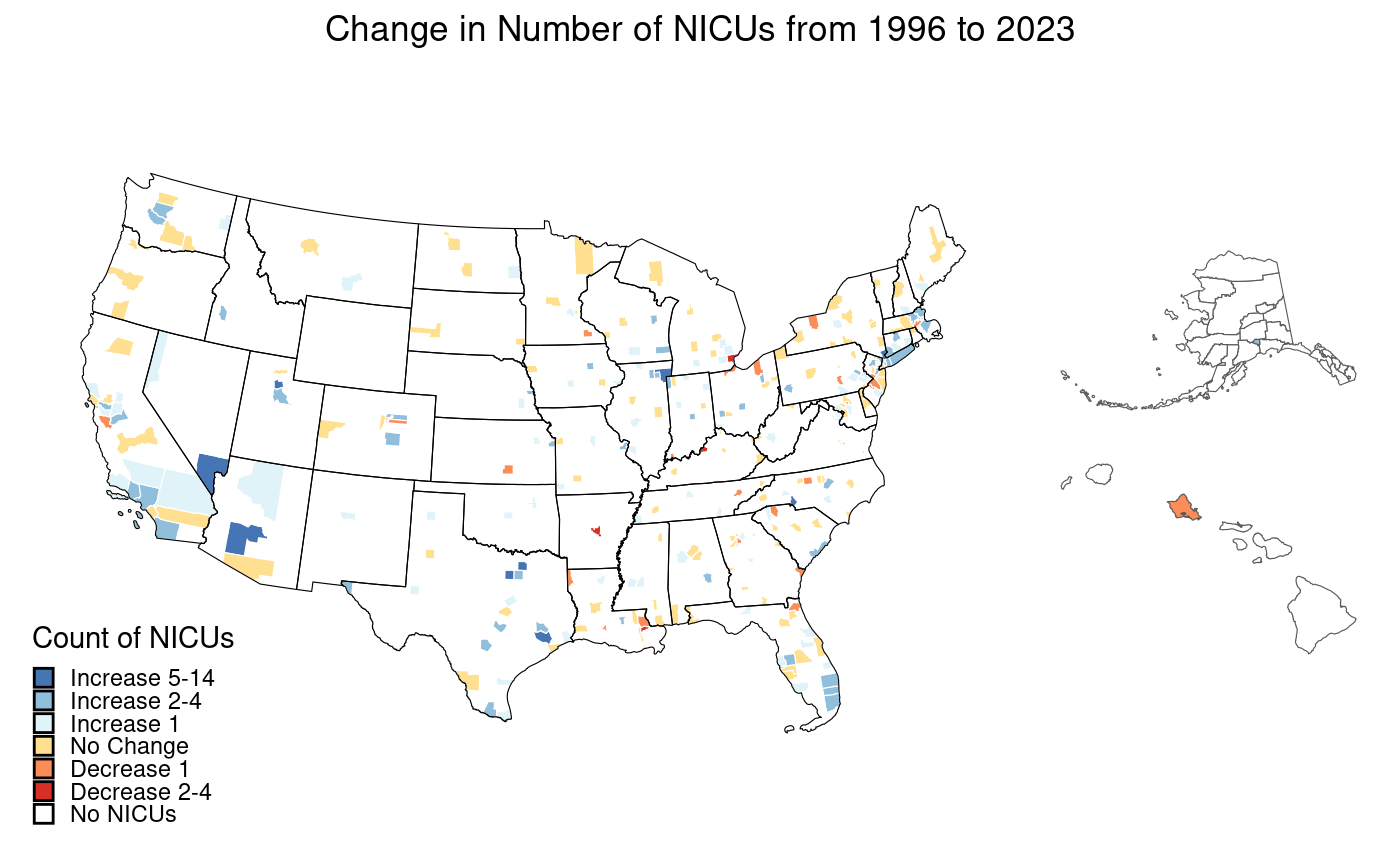 Change in Number of NICUs from 1996 to 2023
Count of NICUs
Increase 5-14
Increase 2-4
Increase 1
No Change
Decrease 1
Decrease 2-4
No NICUs